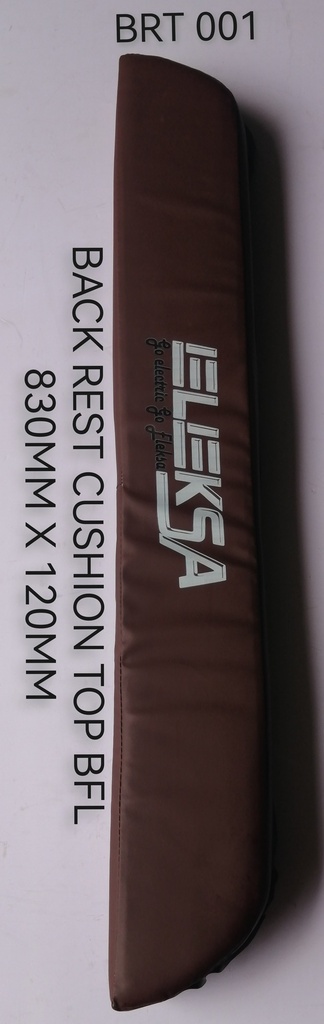 BRT 001
ELEKSA
Go electric Go Eleksa
BACK REST CUSHION TOP BFL
830MM X 120MM